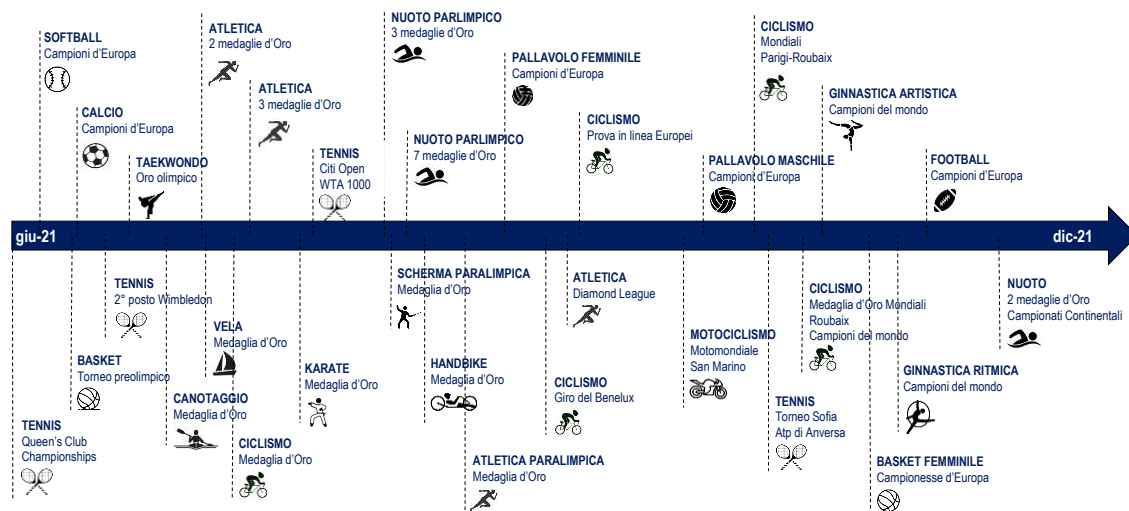 SOFTBALL
Campioni d'Europa
CALCIO
Campioni d'Europa
TAEKWONDO
Oro olimpico
ATLETICA
2 medaglie d'Oro
ATLETICA
3 medaglie d'Oro
TENNIS
Citi Open
WTA 1000
NUOTO PARLIMPICO
3 medaglie d'Oro
NUOTO PARLIMPICO
7 medaglie d'Oro
PALLAVOLO FEMMINILE
Campioni d'Europa
CICLISMO
Prova in linea Europei
PALLAVOLO MASCHILE
Campioni d'Europa
CICLISMO
Mondiali
Parigi-Roubaix
GINNASTICA ARTISTICA
Campioni del mondo
FOOTBALL
Campioni d'Europa
giu-21
dic-21
TENNIS
Queen's Club
Championships
BASKET
Torneo preolimpico
TENNIS
2° posto Wimbledon
CANOTAGGIO
Medaglia d'Oro
VELA
Medaglia d'Oro
CICLISMO
Medaglia d'Oro
KARATE
Medaglia d'Oro
SCHERMA PARALIMPICA
Medaglia d'Oro
HANDBIKE
Medaglia d'Oro
ATLETICA PARALIMPICA
Medaglia d'Oro
CICLISMO
Giro del Benelux
ATLETICA
Diamond League
MOTOCICLISMO
Motomondiale
San Marino
TENNIS
Torneo Sofia
Atp di Anversa
CICLISMO
Medaglia d'Oro Mondiali
Roubaix
Campioni del mondo
BASKET FEMMINILE
Campionesse d'Europa
GINNASTICA RITMICA
Campioni del mondo
NUOTO
2 medaglie d'Oro
Campionati Continentali